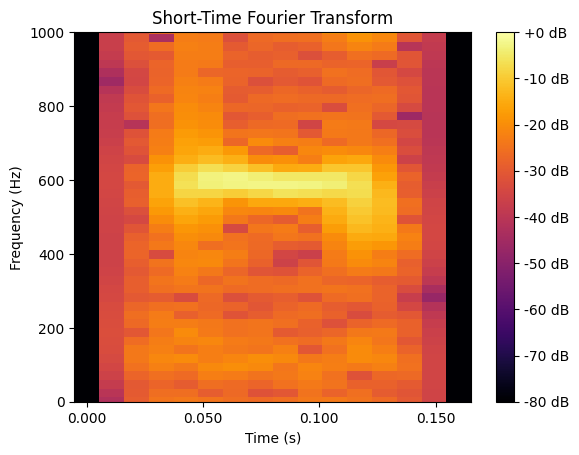 Short-Time Fourier Transform
1000
800
600
400
200
0
Frequency (Hz)
0.000
0.050
0.100
0.150
Time (s)
+0 dB
-10 dB
-20 dB
-30 dB
-40 dB
-50 dB
-60 dB
-70 dB
-80 dB